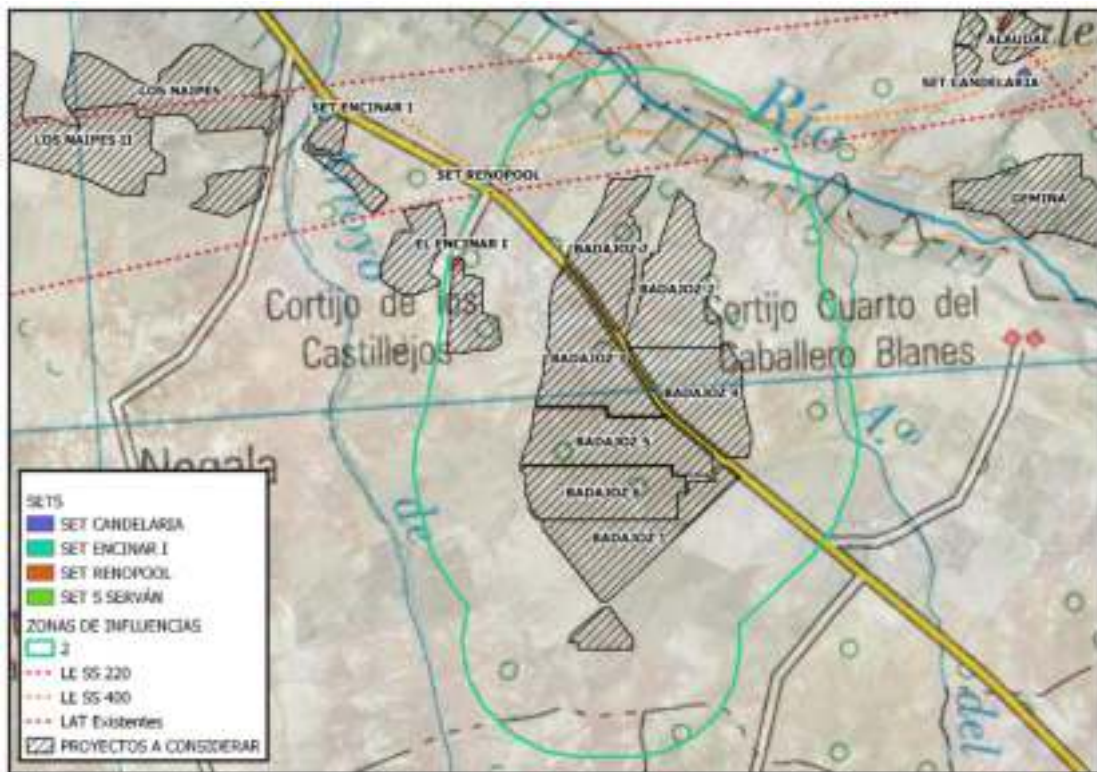 ALAUDAE
SET CANDELARIA
LOS NAIPES
SET ENCINAR I
Río
LOS NAIPES II
SET RENOPOOL
GEMINA
Arroyo
EL ENCINAR I
BADAJOZ 2
Cortijo de los
Castillejos
Cortijo Cuarto del
Caballero Blanes
BADAJOZ 3
BADAJOZ 4
A.º
BADAJOZ 5
Nogala
BADAJOZ 6
de
BADAJOZ 7
del
SETS
SET CANDELARIA
SET ENCINAR I
SET RENOPOOL
SET S SERVÁN
ZONAS DE INFLUENCIAS
2
LE SS 220
LE SS 400
LAT Existentes
PROYECTOS A CONSIDERAR